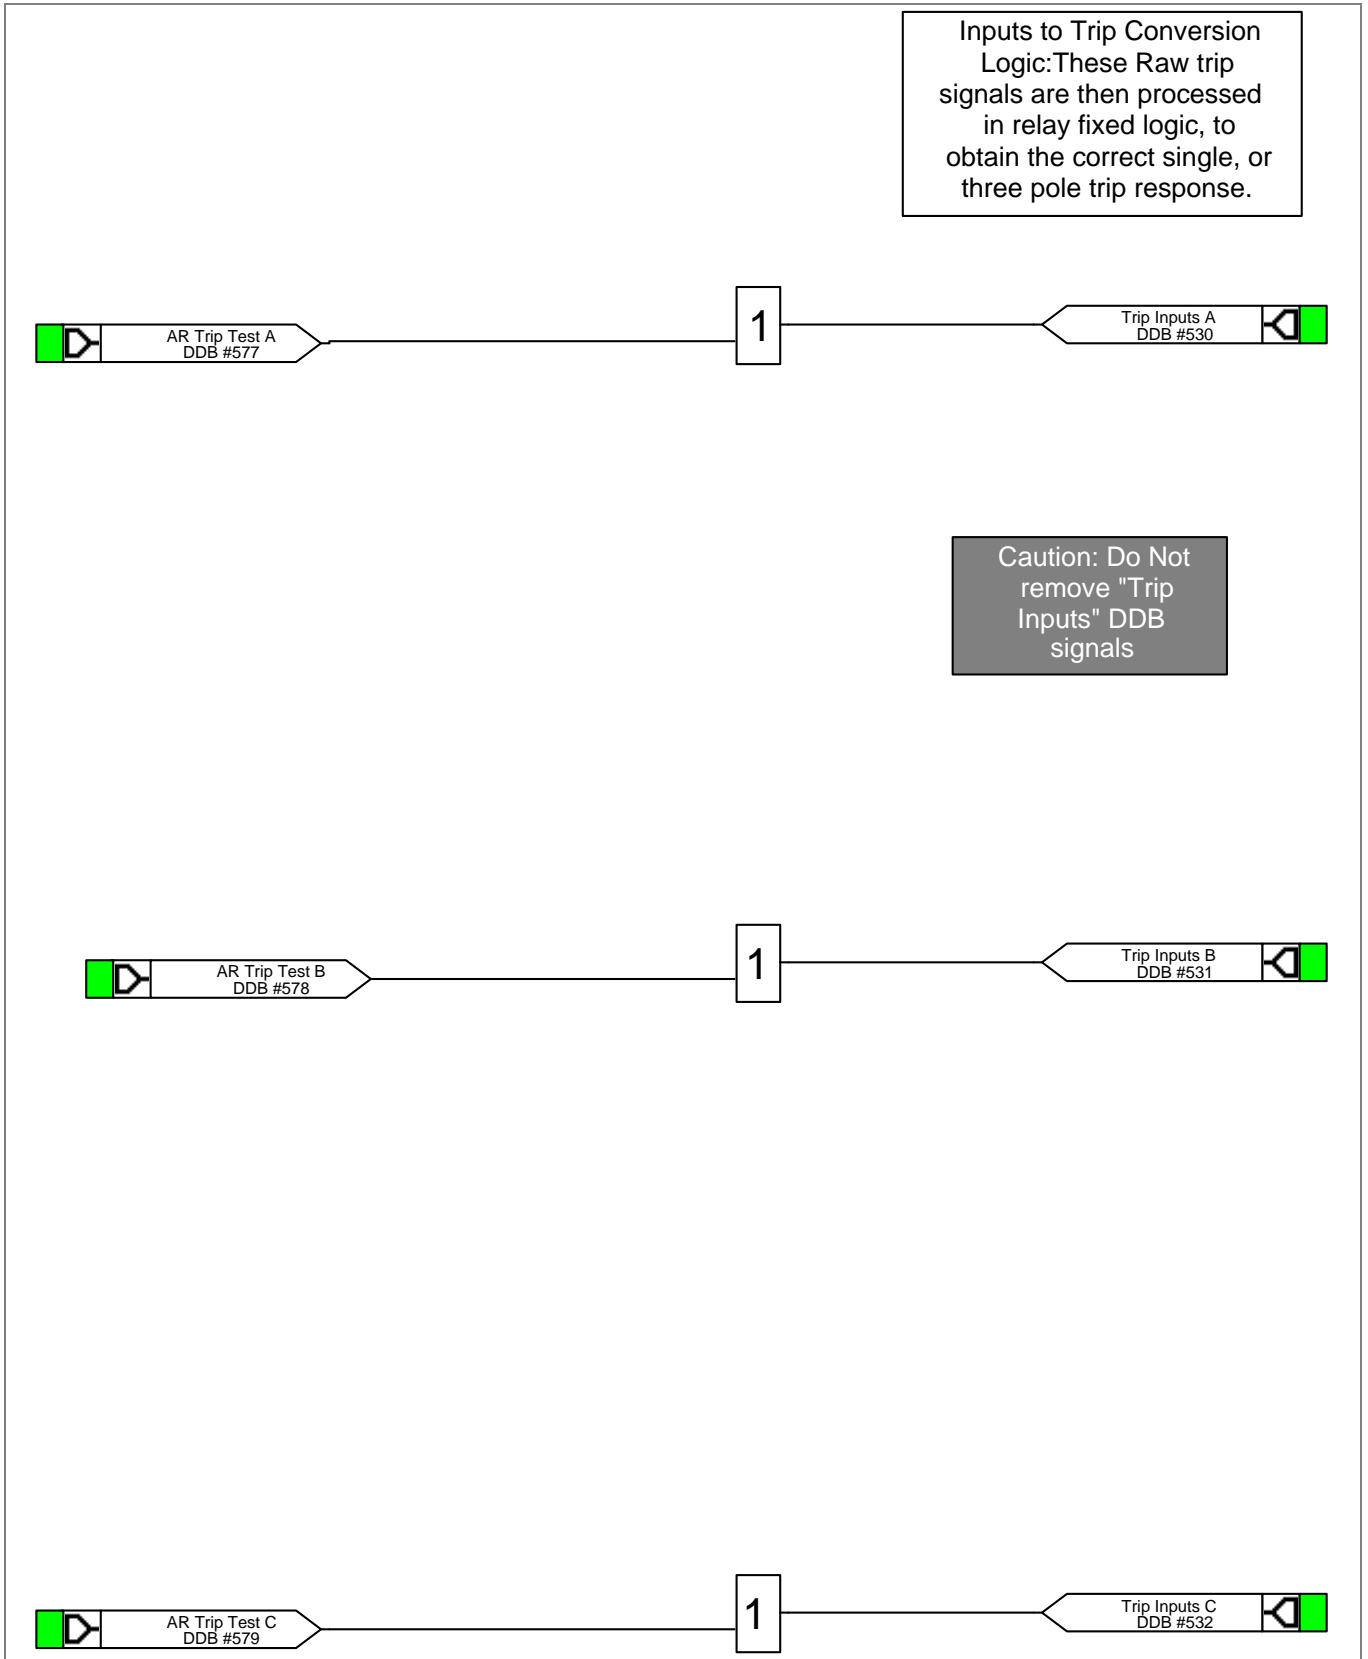 Inputs to Trip Conversion
Logic:These Raw trip
signals are then processed
in relay fixed logic, to
obtain the correct single, or
three pole trip response.
AR Trip Test A
DDB #577
1
Trip Inputs A
DDB #530
Caution: Do Not
remove "Trip
Inputs" DDB
signals
AR Trip Test B
DDB #578
1
Trip Inputs B
DDB #531
AR Trip Test C
DDB #579
1
Trip Inputs C
DDB #532